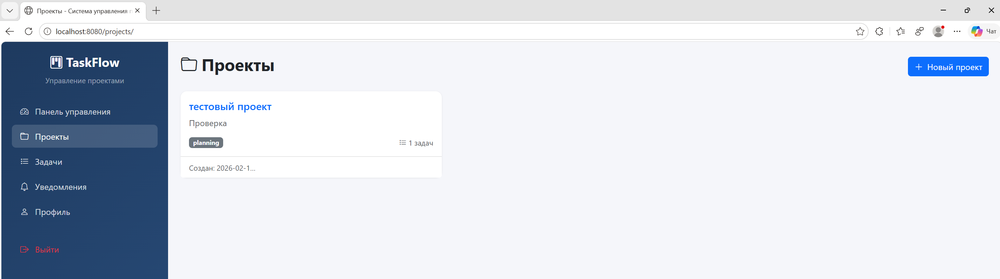 Проекты - Система управления п
localhost:8080/projects/
Чат
TaskFlow
Управление проектами
Панель управления
Проекты
Задачи
Уведомления
Профиль
Выйти
Проекты
+ Новый проект
тестовый проект
Проверка
planning
1 задач
Создан: 2026-02-1...